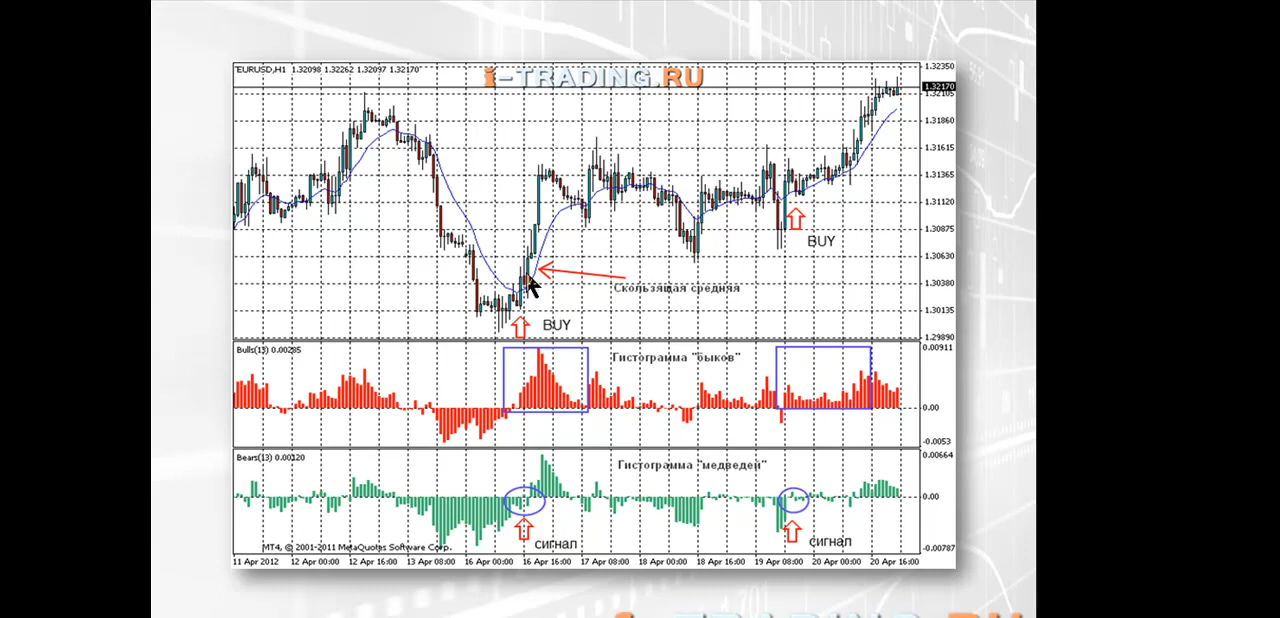 EURUSD,H1 1.32098 1.32262 1.32097 1.32170
i-TRADING.RU
1.32350
1.32170
1.32105
1.31860
1.31615
1.31365
1.31120
1.30875
BUY
1.30630
1.30380
Скользящая средняя
1.30135
BUY
1.29890
Bulls(13) 0.00285
Гистограмма "быков"
0.00911
0.00
-0.0053
Bears(13) 0.00120
Гистограмма "медведей"
0.00664
0.00
сигнал
сигнал
MT4, © 2001-2011 MetaQuotes Software Corp.
-0.00787
11 Apr 2012 12 Apr 00:00 12 Apr 16:00 13 Apr 08:00 16 Apr 00:00 16 Apr 16:00 17 Apr 08:00 18 Apr 00:00 18 Apr 16:00 19 Apr 08:00 20 Apr 00:00 20 Apr 16:00